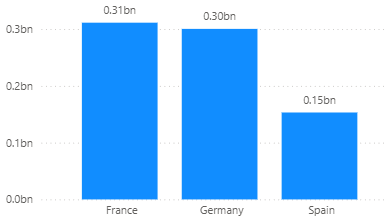 0.31bn
0.30bn
0.3bn
0.2bn
0.15bn
0.1bn
0.0bn
France Germany Spain